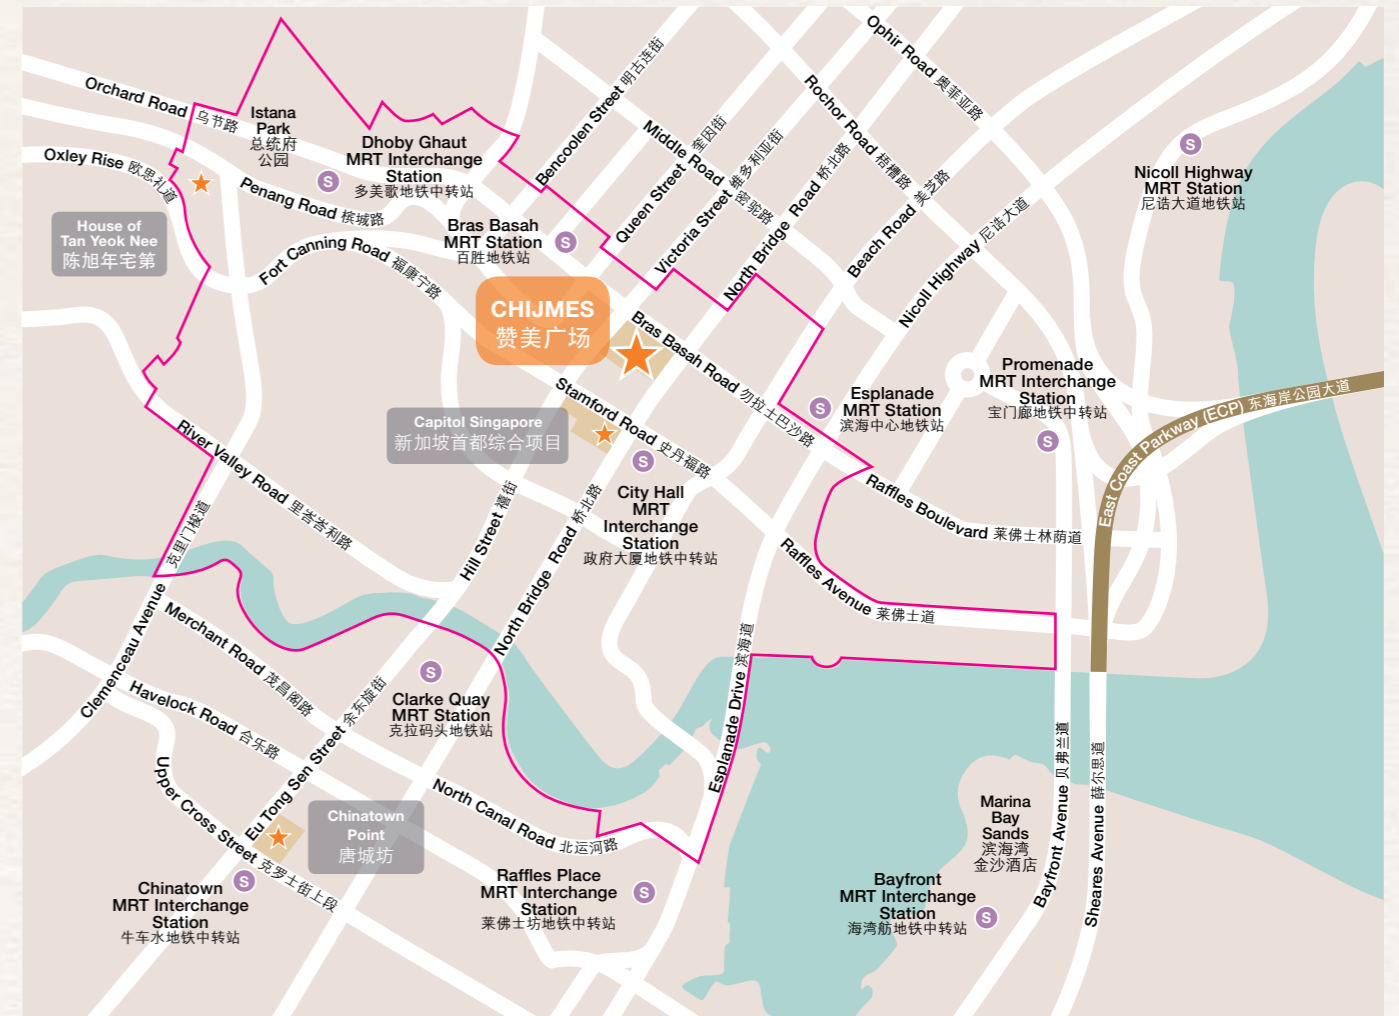 Ophir Road 奥菲亚路
Orchard Road 乌节路
Istana
Park
总统府
公园
Dhoby Ghaut
MRT Interchange
Station
多美歌地铁中转站
Bencoolen Street 明古连街
Middle Road 密驼路
Queen Street 奎因街
Victoria Street 维多利亚街
Rochor Road 梧槽路
North Bridge Road 桥北路
Beach Road 美芝路
Nicoll Highway 尼诰大道
S
Nicoll Highway
MRT Station
尼诰大道地铁站
Oxley Rise 欧思礼道
Penang Road 槟城路
S
House of
Tan Yeok Nee
陈旭年宅第
Fort Canning Road 福康宁路
Bras Basah
MRT Station
百胜地铁站
S
CHIJMES
赞美广场
Bras Basah Road 勿拉士巴沙路
Stamford Road 史丹福路
Capitol Singapore
新加坡首都综合项目
S
City Hall
MRT
Interchange
Station
政府大厦地铁中转站
S
Esplanade
MRT Station
滨海中心地铁站
Promenade
MRT Interchange
Station
宝门廊地铁中转站
S
East Coast Parkway (ECP) 东海岸公园大道
River Valley Road 里峇峇利路
克里门梭道
Clemenceau Avenue
Hill Street 禧街
North Bridge Road 桥北路
Raffles Boulevard 莱佛士林荫道
Raffles Avenue 莱佛士道
Merchant Road 茂昌阁路
Havelock Road 合乐路
Upper Cross Street 克罗士街上段
Eu Tong Sen Street 余东旋街
S
Clarke Quay
MRT Station
克拉码头地铁站
Esplanade Drive 滨海道
North Canal Road 北运河路
Chinatown
Point
唐城坊
S
Chinatown
MRT Interchange
Station
牛车水地铁中转站
Raffles Place
MRT Interchange
Station
莱佛士坊地铁中转站
S
Marina
Bay
Sands
滨海湾
金沙酒店
Bayfront
MRT Interchange
Station
海湾舫地铁中转站
S
Bayfront Avenue 贝弗兰道
Sheares Avenue 薛尔思道